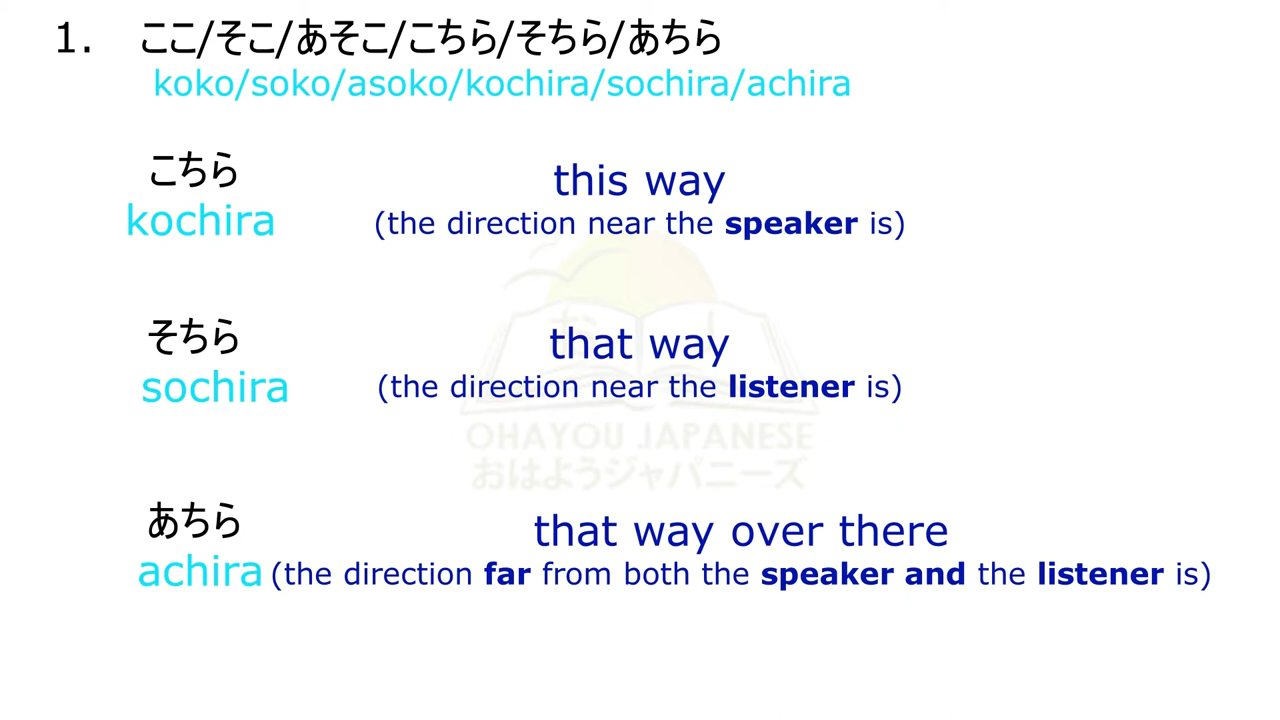 1. ここ/そこ/あそこ/こちら/そちら/あちら
koko/soko/asoko/kochira/sochira/achira
こちら
kochira
this way
(the direction near the speaker is)
そちら
sochira
that way
(the direction near the listener is)
OHAYOU JAPANESE
おはようジャパニーズ
あちら
achira
that way over there
(the direction far from both the speaker and the listener is)